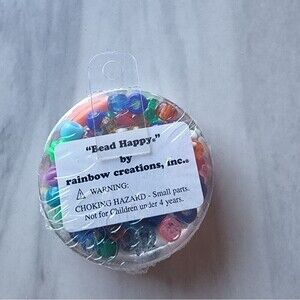 "Bead Happy®"
by
rainbow creations, inc.®
⚠ WARNING:
CHOKING HAZARD - Small parts.
Not for Children under 4 years.